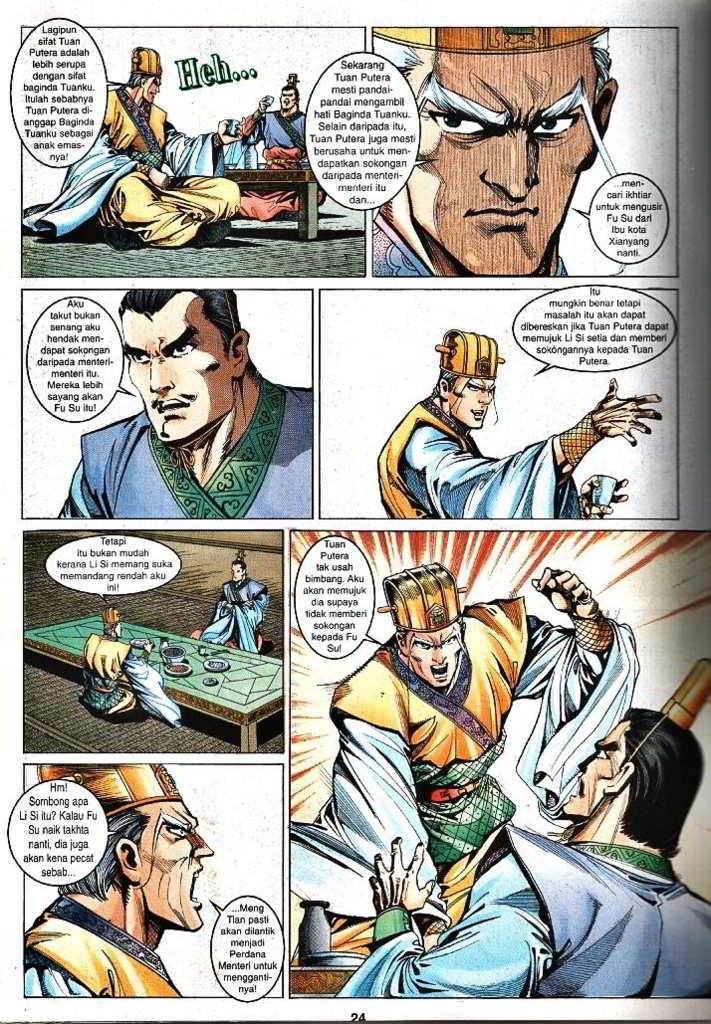 Lagipun
sifat Tuan
Putera adalah
lebih serupa
dengan sifat
baginda Tuanku.
Itulah sebabnya
Tuan Putera di-
anggap Baginda
Tuanku sebagai
anak emas-
nya!
Heh...
Sekarang
Tuan Putera
mesti pandai-
pandai mengambil
hati Baginda Tuanku.
Selain daripada itu,
Tuan Putera juga mesti
berusaha untuk men-
dapatkan sokongan
menteri-
menteri itu
dan...
...men-
cari ikhtiar
untuk mengusir
Fu Su dari
Ibu kota
Xianyang
nanti.
Aku
takut bukan
senang aku
hendak men-
dapat sokongan
daripada menteri-
menteri itu.
Mereka lebih
sayang akan
Fu Su itu!
Itu
mungkin benar tetapi
masalah itu akan dapat
dibereskan jika Tuan Putera dapat
memujuk Li Si dan memberi
sokongannya kepada Tuan
Putera.
Tetapi
itu bukan mudah
kerana Li Si memang suka
memandang rendah aku
ini!
Tuan
Putera
tak usah
bimbang. Aku
akan memujuk
dia supaya
tidak memberi
sokongan
kepada Fu
Su!
Hm!
Sombong apa
Li Si itu? Kalau Fu
Su naik takhta
nanti, dia juga
akan kena pecat
sebab...
...Meng
Tian pasti
akan dilantik
menjadi
Perdana
Menteri untuk
mengganti-
nya!
24